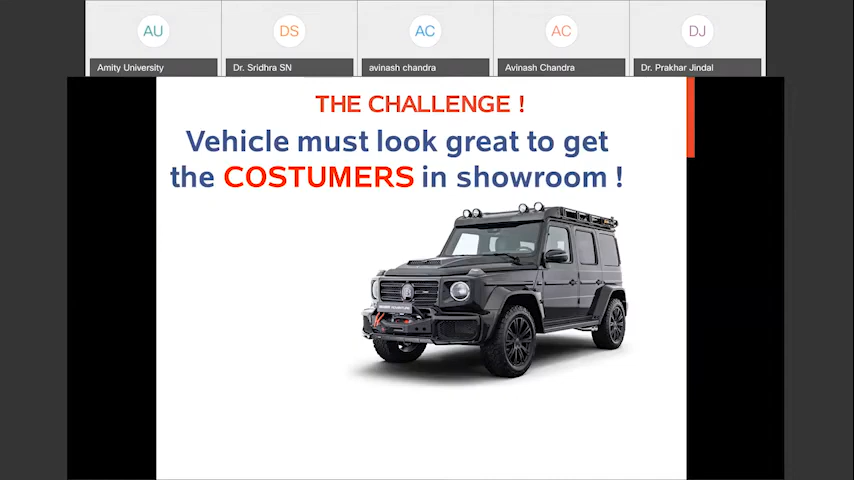 AU
DS
AC
AC
DJ
Amity University
Dr. Sridhra SN
avinash chandra
Avinash Chandra
Dr. Prakhar Jindal
THE CHALLENGE !
Vehicle must look great to get
the COSTUMERS in showroom !